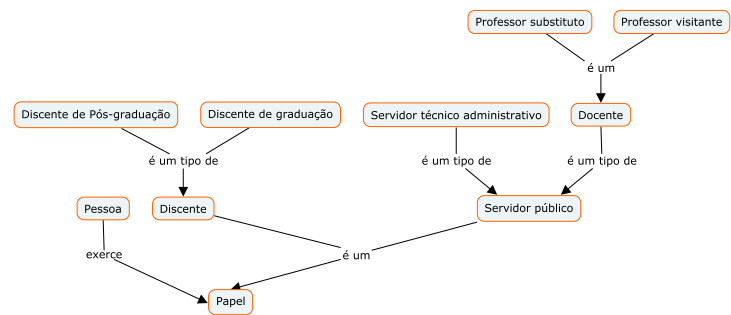 Professor substituto
Professor visitante
é um
Discente de Pós-graduação
Discente de graduação
Servidor técnico administrativo
Docente
é um tipo de
é um tipo de
é um tipo de
Pessoa
Discente
Servidor público
exerce
é um
Papel